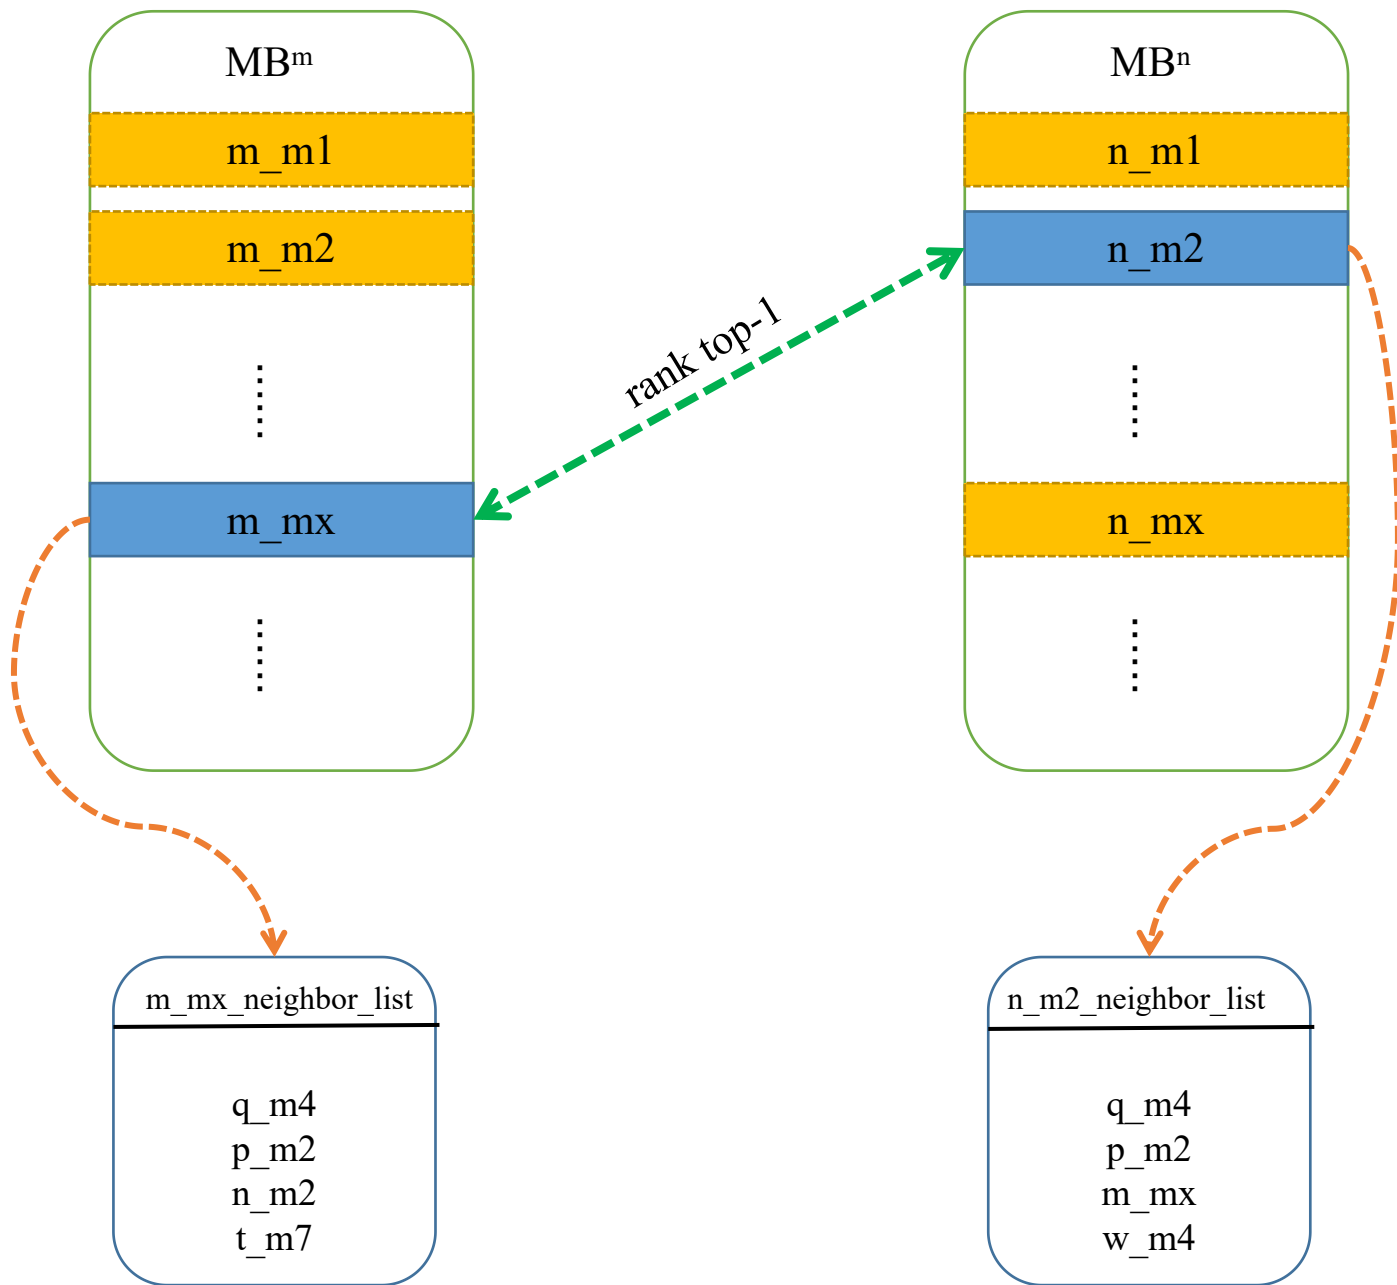 MBᵐ
m_m1
m_m2
m_mx
rank top-1
MBⁿ
n_m1
n_m2
n_mx
m_mx_neighbor_list
q_m4
p_m2
n_m2
t_m7
n_m2_neighbor_list
q_m4
p_m2
m_mx
w_m4